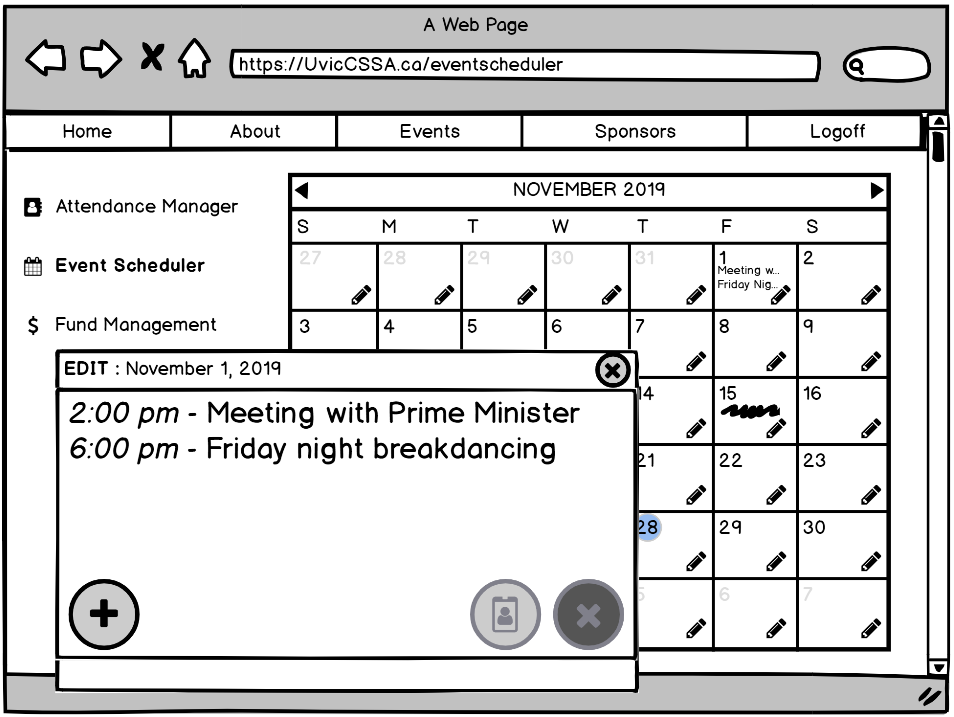 A Web Page
https://UvicCSSA.ca/eventscheduler
Home About Events Sponsors Logoff
Attendance Manager
Event Scheduler
$ Fund Management
NOVEMBER 2019
S M T W T F S
27 28 29 30 31 1 2
Meeting w...
Friday Nig...
3 4 5 6 7 8 9
EDIT : November 1, 2019
2:00 pm - Meeting with Prime Minister
6:00 pm - Friday night breakdancing
14 15 16
21 22 23
28 29 30
5 6 7